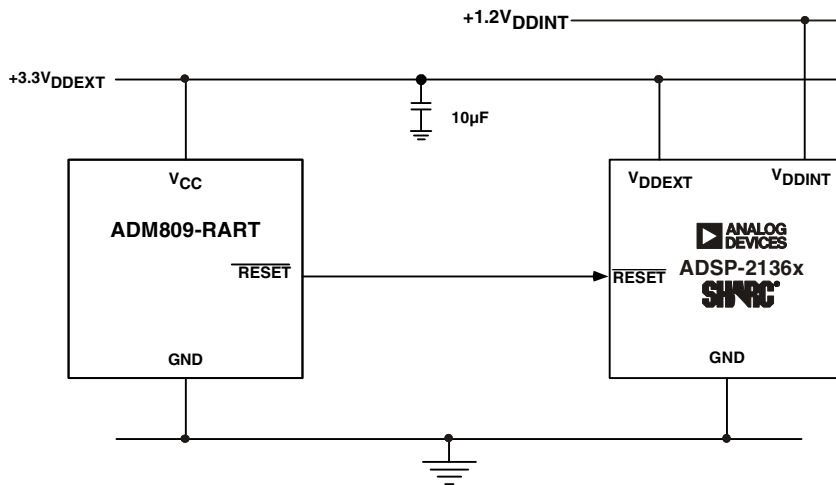 +1.2VDDINT
+3.3VDDEXT
10µF
VCC
ADM809-RART
RESET
GND
VDDEXT
VDDINT
ANALOG
DEVICES
RESET
ADSP-2136x
SHARC®
GND